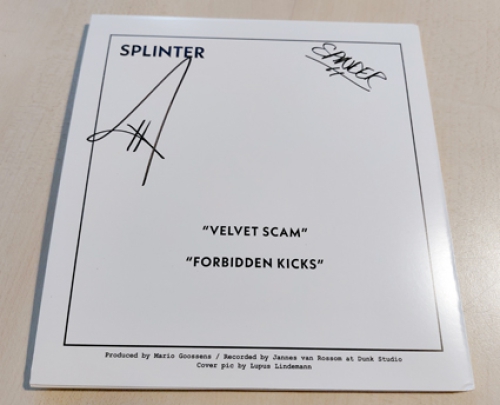 SPLINTER
SANDER
"VELVET SCAM"
"FORBIDDEN KICKS"
Produced by Mario Goossens / Recorded by Jannes van Rossom at Dunk Studio
Cover pic by Lupus Lindemann